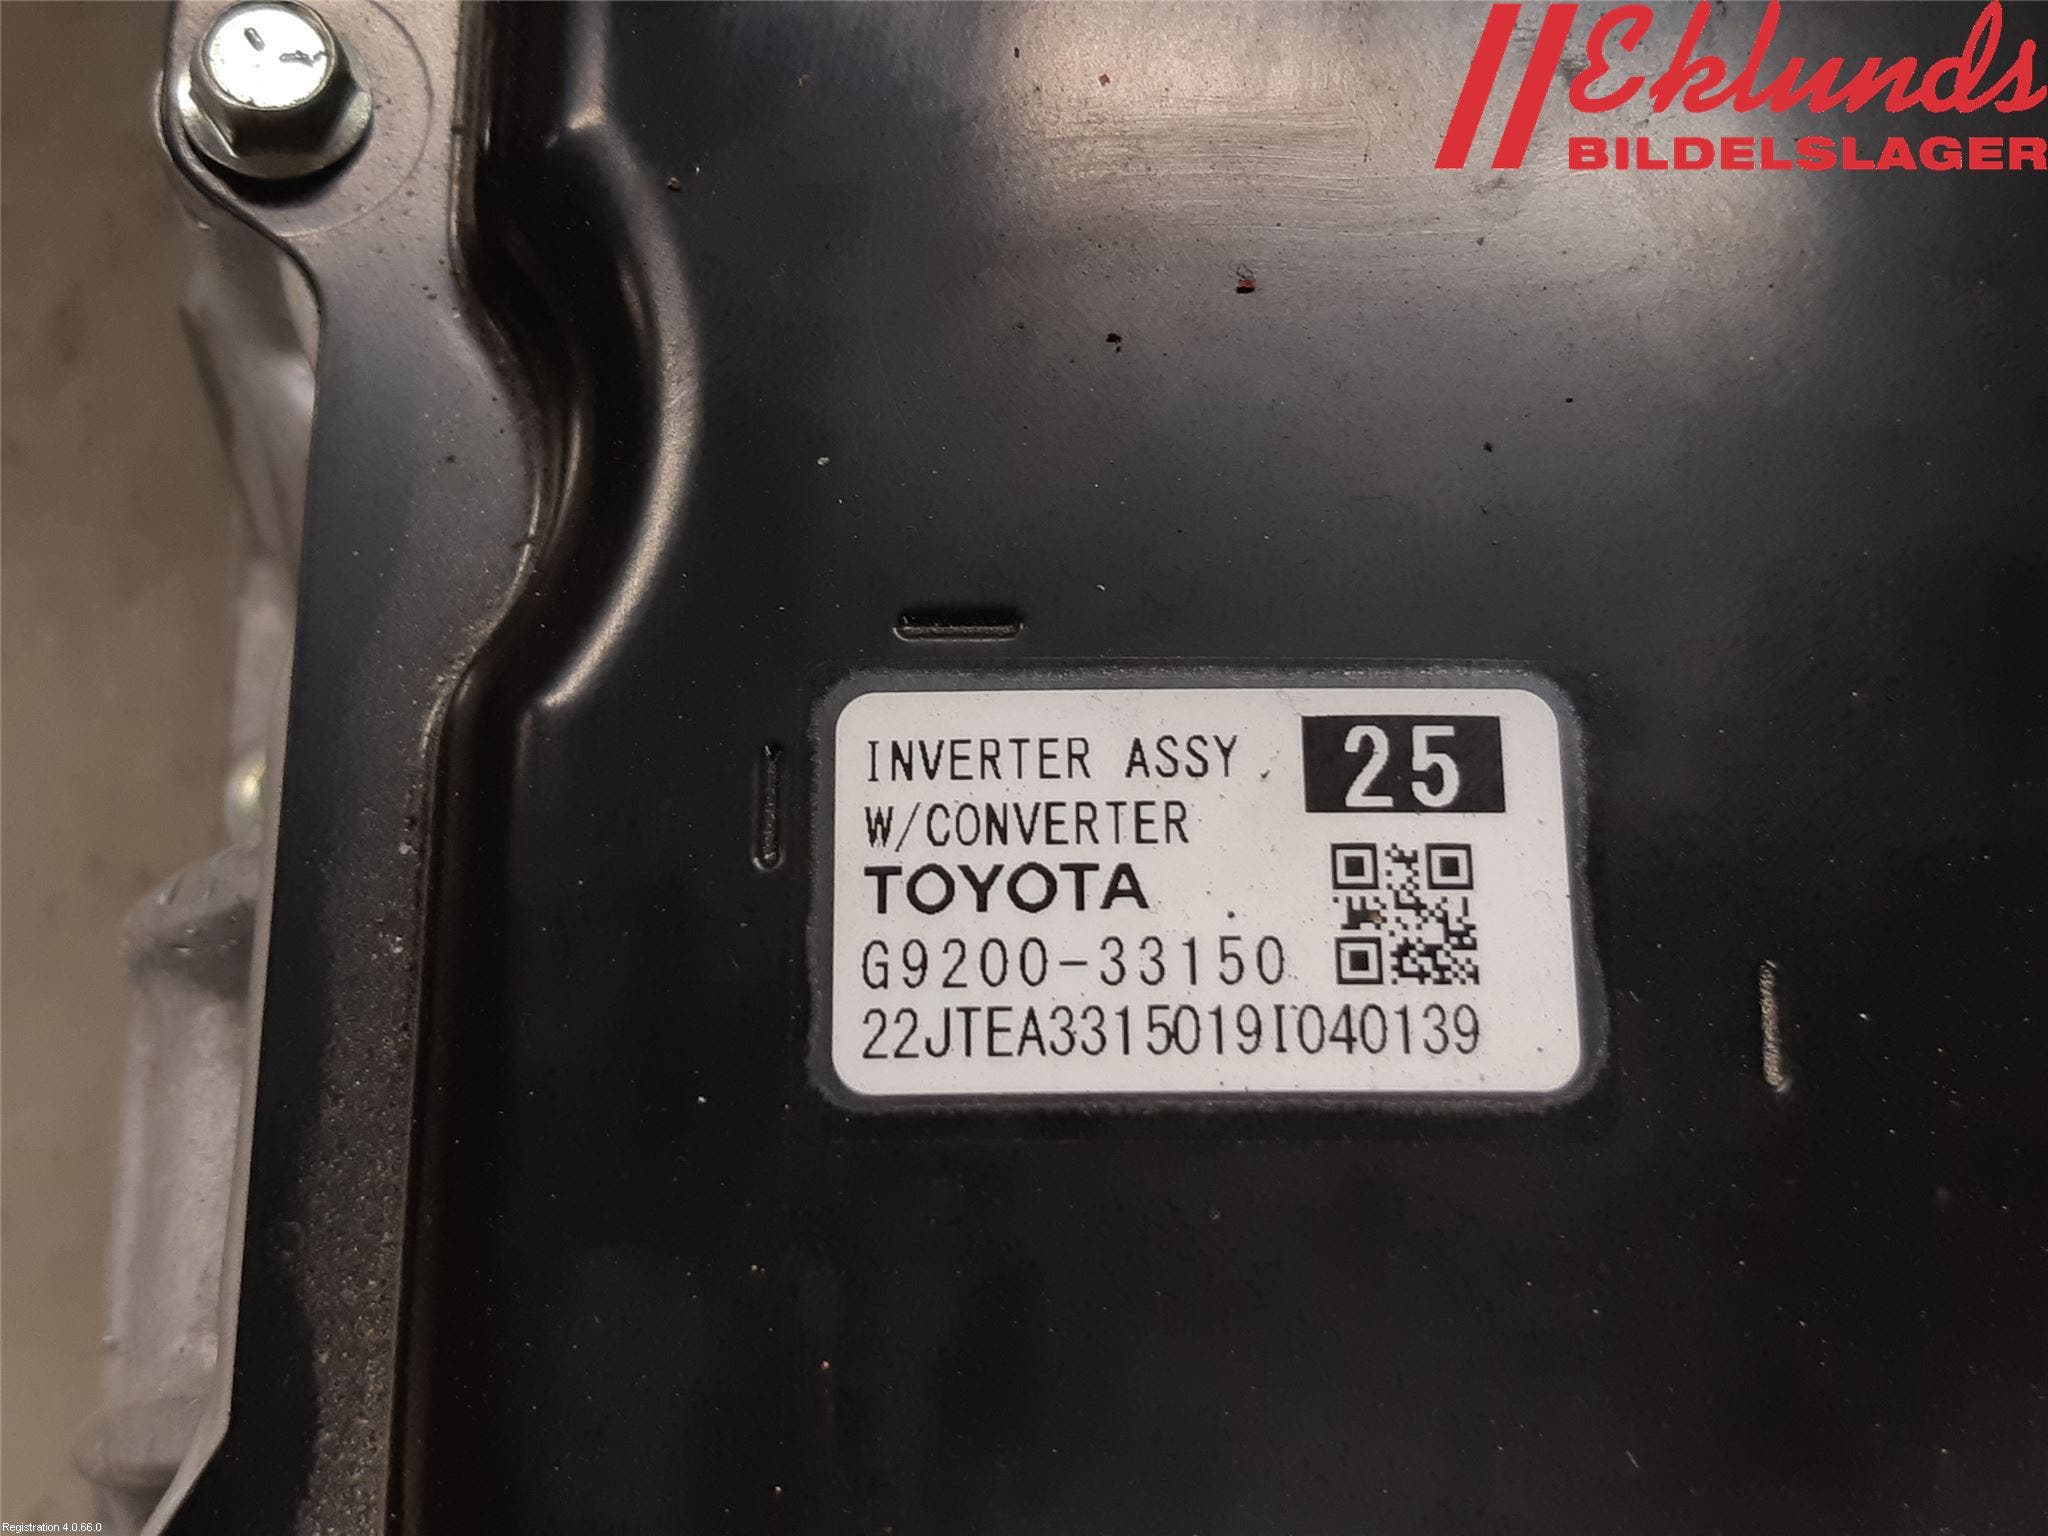 Eklunds
BILDELSLAGER
INVERTER ASSY 25
W/CONVERTER
TOYOTA
G9200-33150
22JTEA3315019I040139
Registration 4.0.66.0